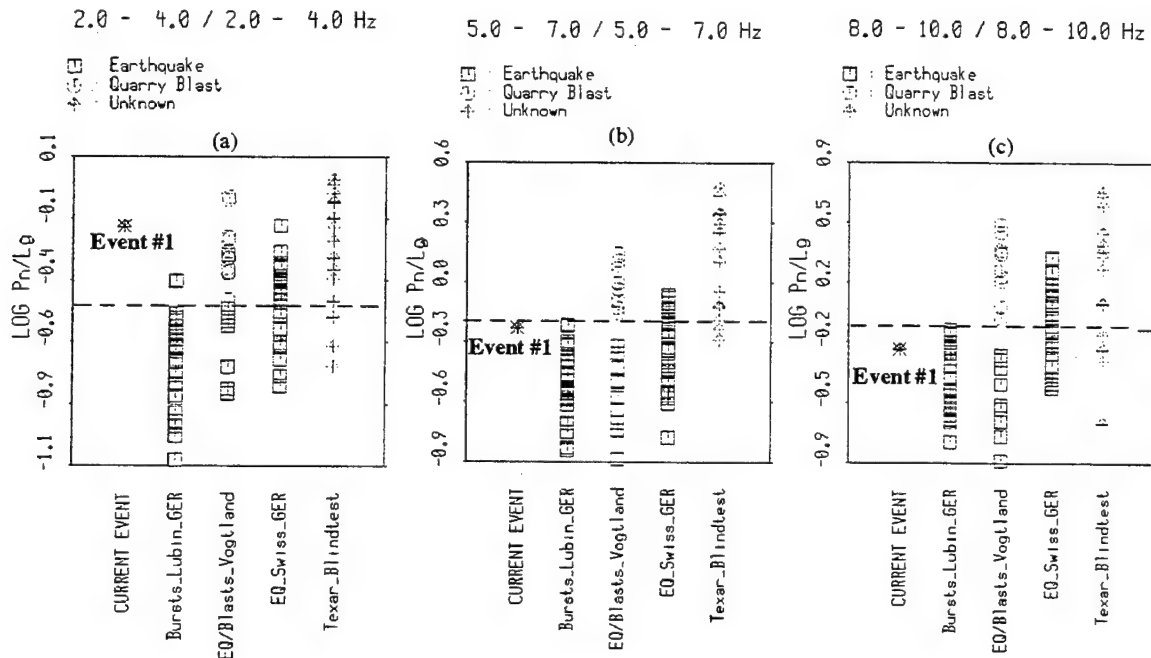 2.0 - 4.0 / 2.0 - 4.0 Hz
Earthquake
: Quarry Blast
: Unknown
(a)
0.1
-0.1
-0.4
-0.6
-0.9
-1.1
LOG Pn/Lg
Event #1
CURRENT EVENT
Bursts_Lubin_GER
EQ/Blasts_Vogtland
EQ_Swiss_GER
Texar_Blindtest
5.0 - 7.0 / 5.0 - 7.0 Hz
: Earthquake
: Quarry Blast
: Unknown
(b)
0.6
0.3
0.0
-0.3
-0.6
-0.9
LOG Pn/Lg
Event #1
CURRENT EVENT
Bursts_Lubin_GER
EQ/Blasts_Vogtland
EQ_Swiss_GER
Texar_Blindtest
8.0 - 10.0 / 8.0 - 10.0 Hz
: Earthquake
: Quarry Blast
: Unknown
(c)
0.9
0.5
0.2
-0.2
-0.5
-0.9
LOG Pn/Lg
Event #1
CURRENT EVENT
Bursts_Lubin_GER
EQ/Blasts_Vogtland
EQ_Swiss_GER
Texar_Blindtest